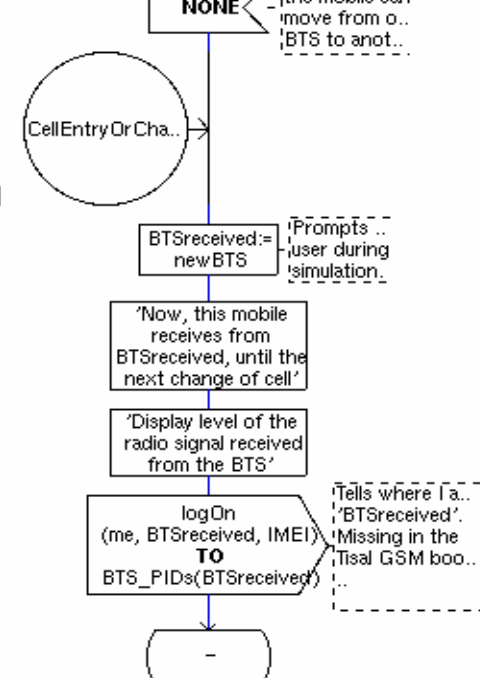 NONE
the mobile can
move from o..
BTS to anot..
CellEntryOrCha..
BTSreceived:=
newBTS
Prompts ..
user during
simulation.
'Now, this mobile
receives from
BTSreceived, until the
next change of cell'
'Display level of the
radio signal received
from the BTS'
logOn
(me, BTSreceived, IMEI)
TO
BTS_PIDs(BTSreceived)
Tells where I a..
'BTSreceived'.
Missing in the
Tisal GSM boo..
..
-